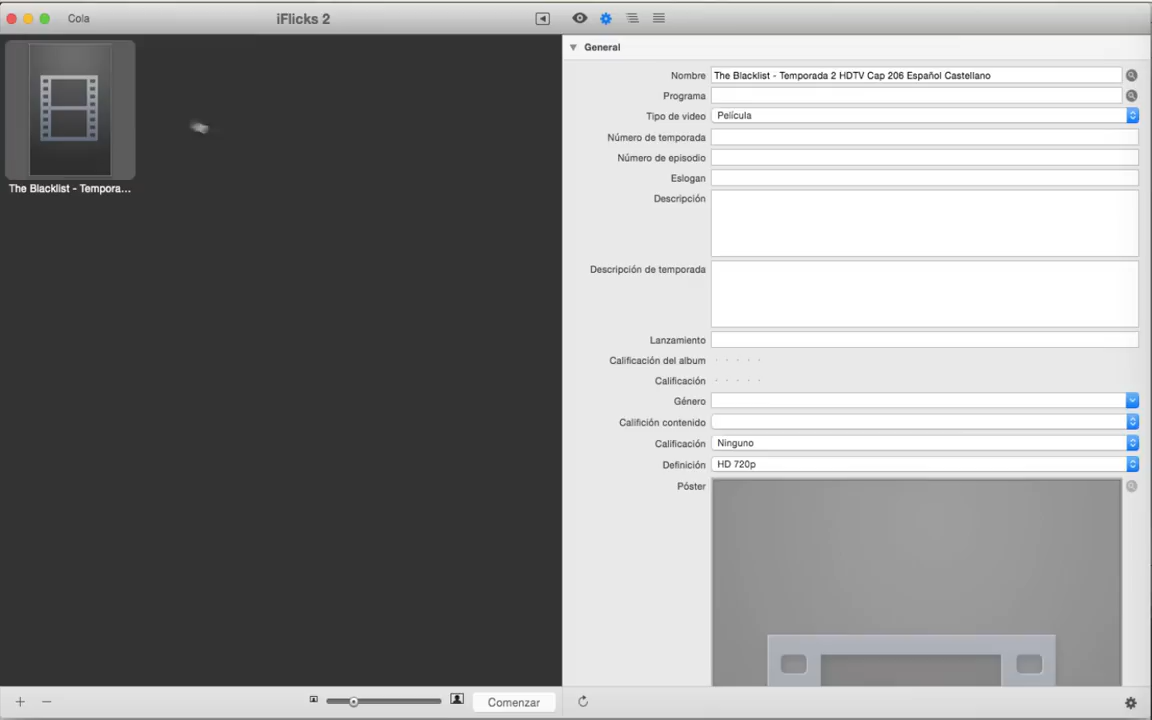 Cola
iFlicks 2
General
Nombre The Blacklist - Temporada 2 HDTV Cap 206 Español Castellano
Programa
Tipo de video Película
Número de temporada
Número de episodio
Eslogan
Descripción
Descripción de temporada
Lanzamiento
Calificación del album
Calificación
Género
Califición contenido
Calificación Ninguno
Definición HD 720p
Póster
The Blacklist - Tempora...
Comenzar